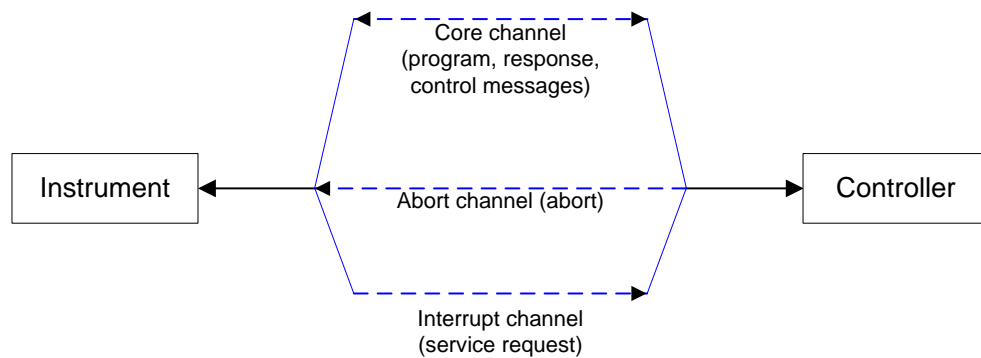 Core channel
(program, response,
control messages)
Instrument
Abort channel (abort)
Controller
Interrupt channel
(service request)